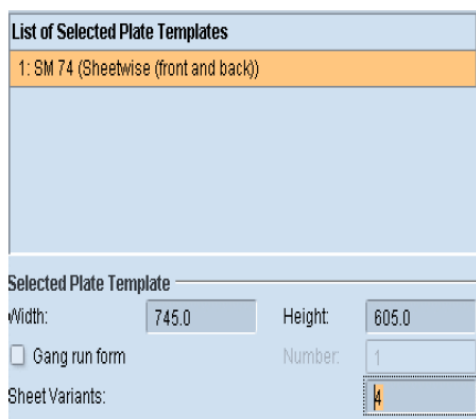 List of Selected Plate Templates
1: SM 74 (Sheetwise (front and back))
Selected Plate Template
Width: 745.0 Height: 605.0
Gang run form Number: 1
Sheet Variants: 4